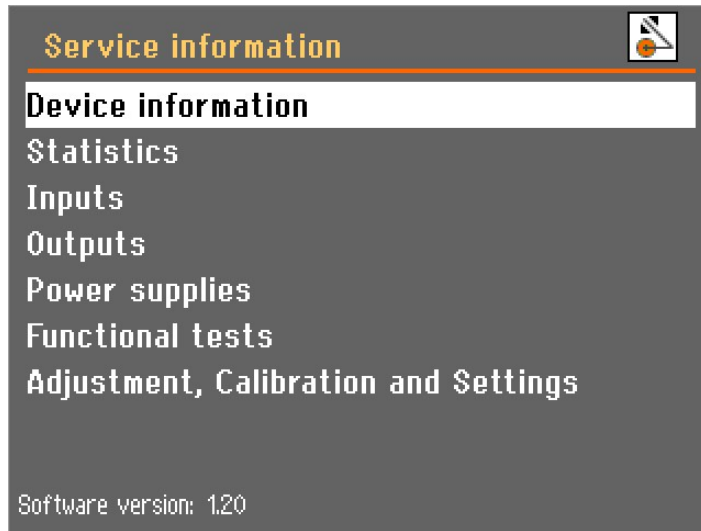 Service information
Device information
Statistics
Inputs
Outputs
Power supplies
Functional tests
Adjustment, Calibration and Settings
Software version: 1.20